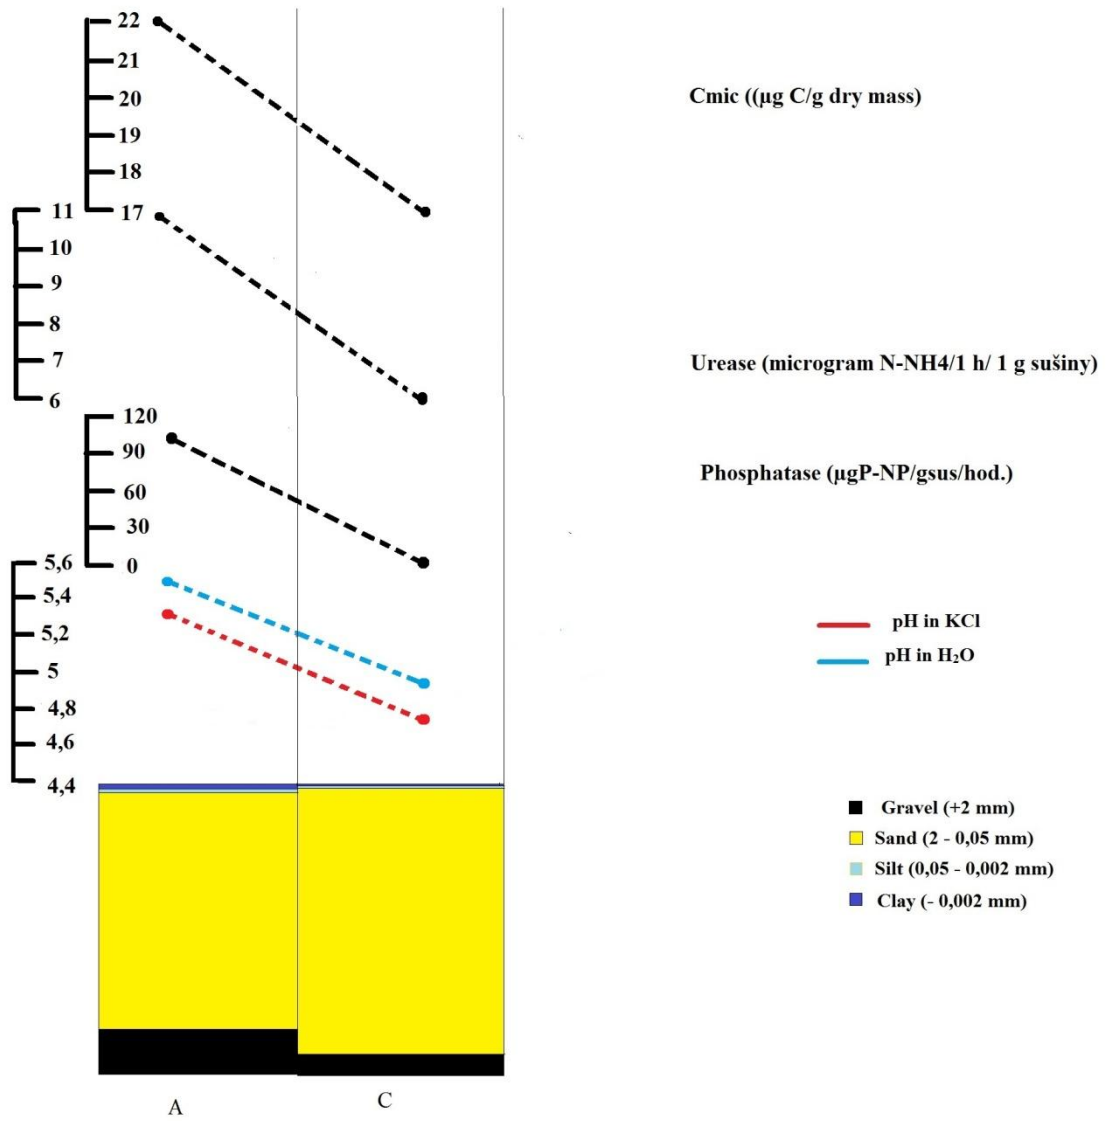 22
21
20
19
18
17
Cmic ((µg C/g dry mass)
11
10
9
8
7
6
Urease (microgram N-NH4/1 h/ 1 g sušiny)
120
90
60
30
0
Phosphatase (µgP-NP/gsus/hod.)
5,6
5,4
5,2
5
4,8
4,6
4,4
pH in KCl
pH in H₂O
Gravel (+2 mm)
Sand (2 - 0,05 mm)
Silt (0,05 - 0,002 mm)
Clay (- 0,002 mm)
A
C